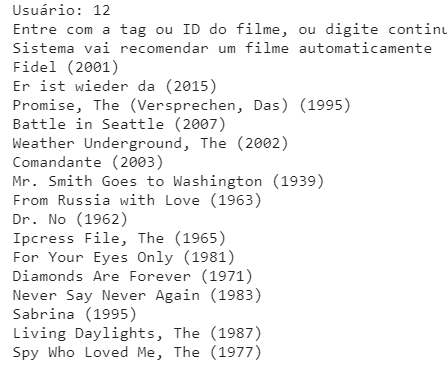 Usuário: 12
Entre com a tag ou ID do filme, ou digite continu
Sistema vai recomendar um filme automaticamente
Fidel (2001)
Er ist wieder da (2015)
Promise, The (Versprechen, Das) (1995)
Battle in Seattle (2007)
Weather Underground, The (2002)
Comandante (2003)
Mr. Smith Goes to Washington (1939)
From Russia with Love (1963)
Dr. No (1962)
Ipcress File, The (1965)
For Your Eyes Only (1981)
Diamonds Are Forever (1971)
Never Say Never Again (1983)
Sabrina (1995)
Living Daylights, The (1987)
Spy Who Loved Me, The (1977)